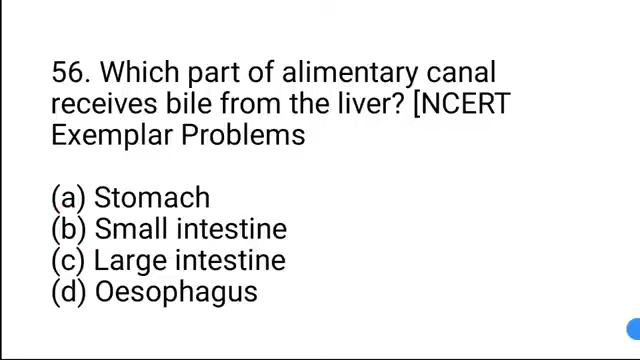 56. Which part of alimentary canal
receives bile from the liver? [NCERT
Exemplar Problems
(a) Stomach
(b) Small intestine
(c) Large intestine
(d) Oesophagus